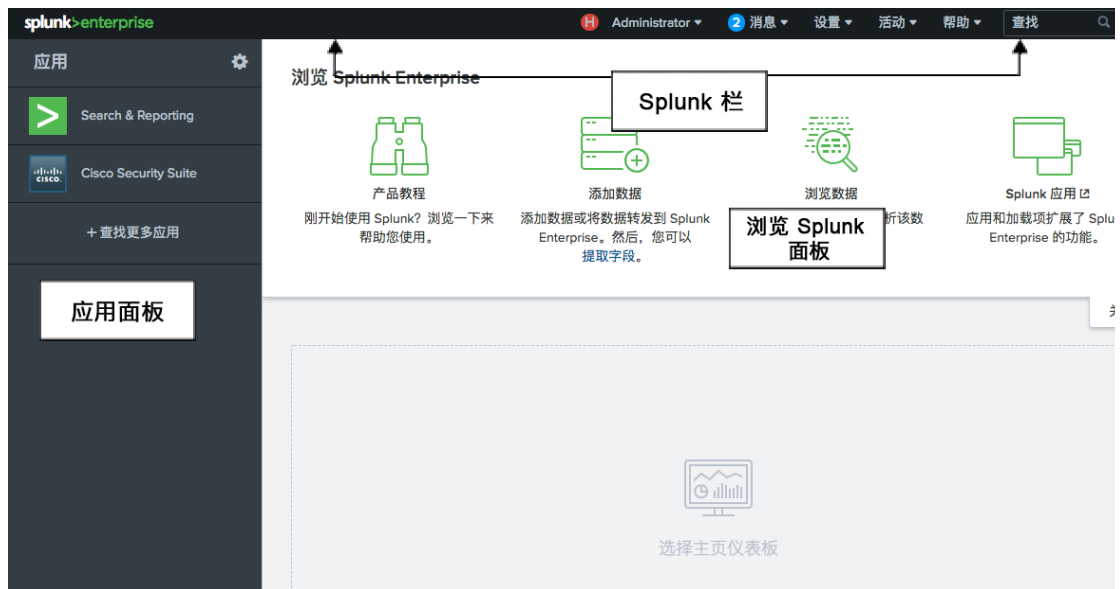 splunk>enterprise
H Administrator 2 消息 设置 活动 帮助 查找
应用
Search & Reporting
cisco.
Cisco Security Suite
+ 查找更多应用
应用面板
浏览 Splunk Enterprise
Splunk 栏
产品教程
刚开始使用 Splunk? 浏览一下来
帮助您使用。
添加数据
添加数据或将数据转发到 Splunk
Enterprise。然后，您可以
提取字段。
浏览数据
析该数
浏览 Splunk
面板
Splunk 应用
应用和加载项扩展了 Splu
Enterprise 的功能。
选择主页仪表板